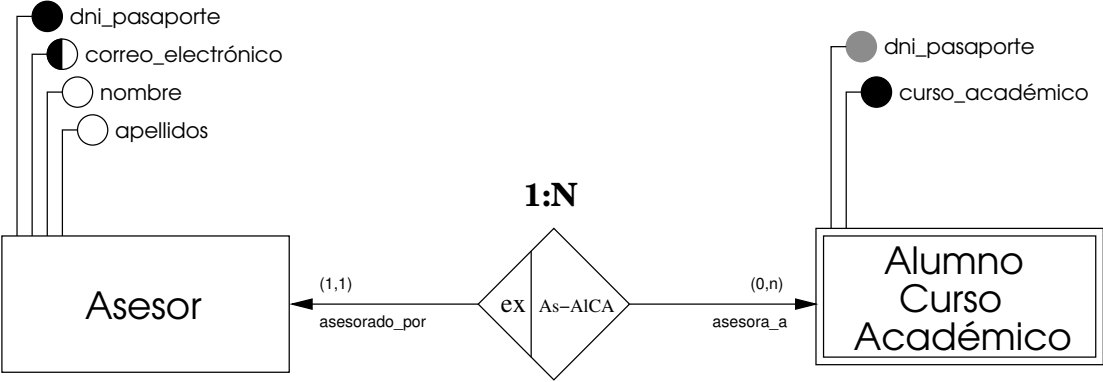 dni_pasaporte
correo_electrónico
nombre
apellidos
dni_pasaporte
curso_académico
1:N
Asesor
(1,1)
asesorado_por
ex
As-AlCA
(0,n)
asesora_a
Alumno
Curso
Académico